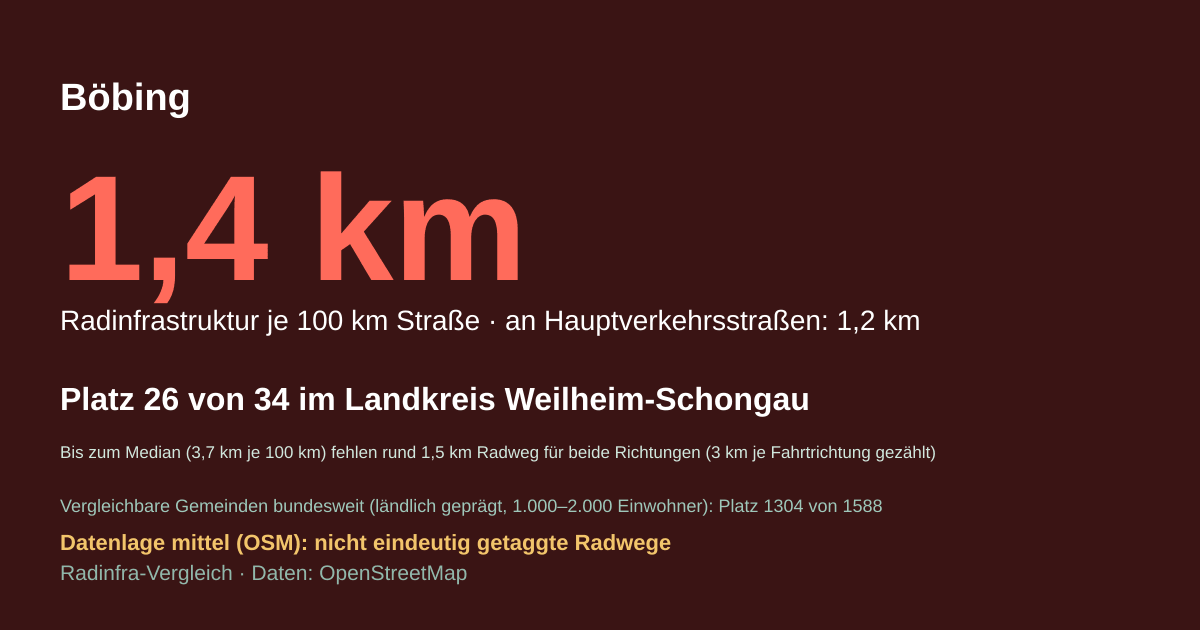 Böbing
1,4 km
Radinfrastruktur je 100 km Straße · an Hauptverkehrsstraßen: 1,2 km
Platz 26 von 34 im Landkreis Weilheim-Schongau
Bis zum Median (3,7 km je 100 km) fehlen rund 1,5 km Radweg für beide Richtungen (3 km je Fahrtrichtung gezählt)
Vergleichbare Gemeinden bundesweit (ländlich geprägt, 1.000–2.000 Einwohner): Platz 1304 von 1588
Datenlage mittel (OSM): nicht eindeutig getaggte Radwege
Radinfra-Vergleich · Daten: OpenStreetMap